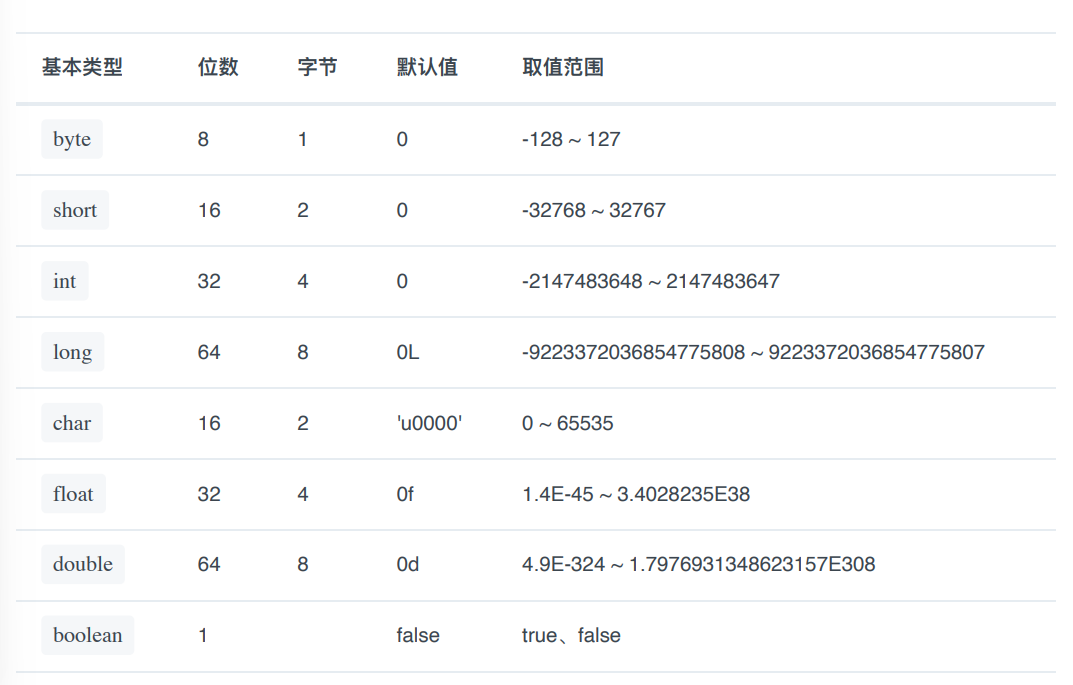 基本类型 位数 字节 默认值 取值范围
byte 8 1 0 -128 ~ 127
short 16 2 0 -32768 ~ 32767
int 32 4 0 -2147483648 ~ 2147483647
long 64 8 0L -9223372036854775808 ~ 9223372036854775807
char 16 2 'u0000' 0 ~ 65535
float 32 4 0f 1.4E-45 ~ 3.4028235E38
double 64 8 0d 4.9E-324 ~ 1.7976931348623157E308
boolean 1 false true、false